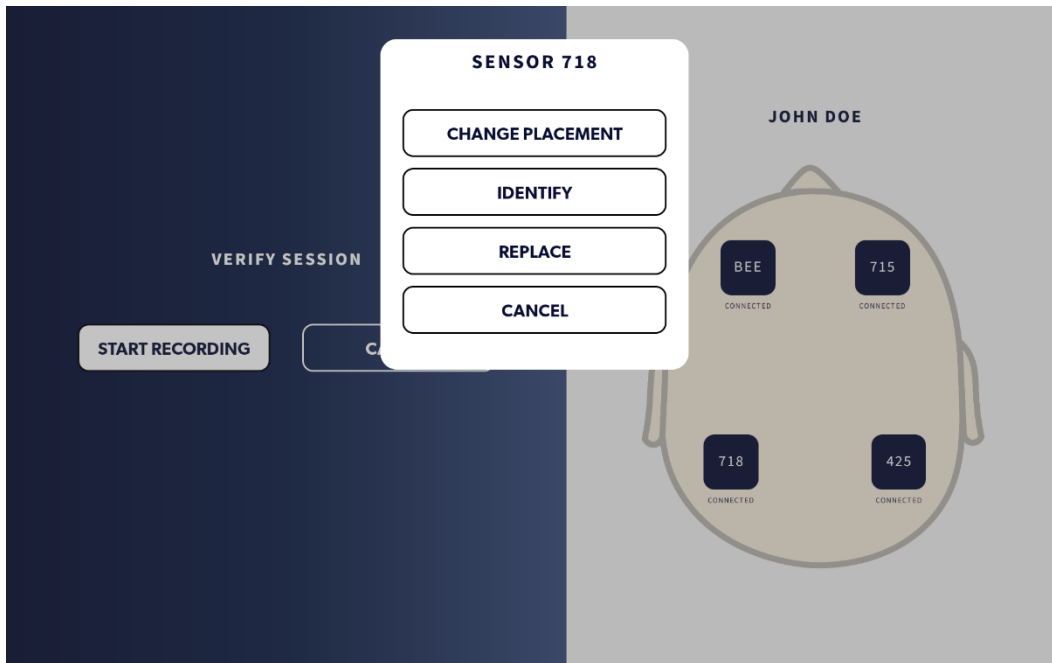 SENSOR 718
CHANGE PLACEMENT
IDENTIFY
REPLACE
CANCEL
VERIFY SESSION
START RECORDING
JOHN DOE
BEE
CONNECTED
715
CONNECTED
718
CONNECTED
425
CONNECTED